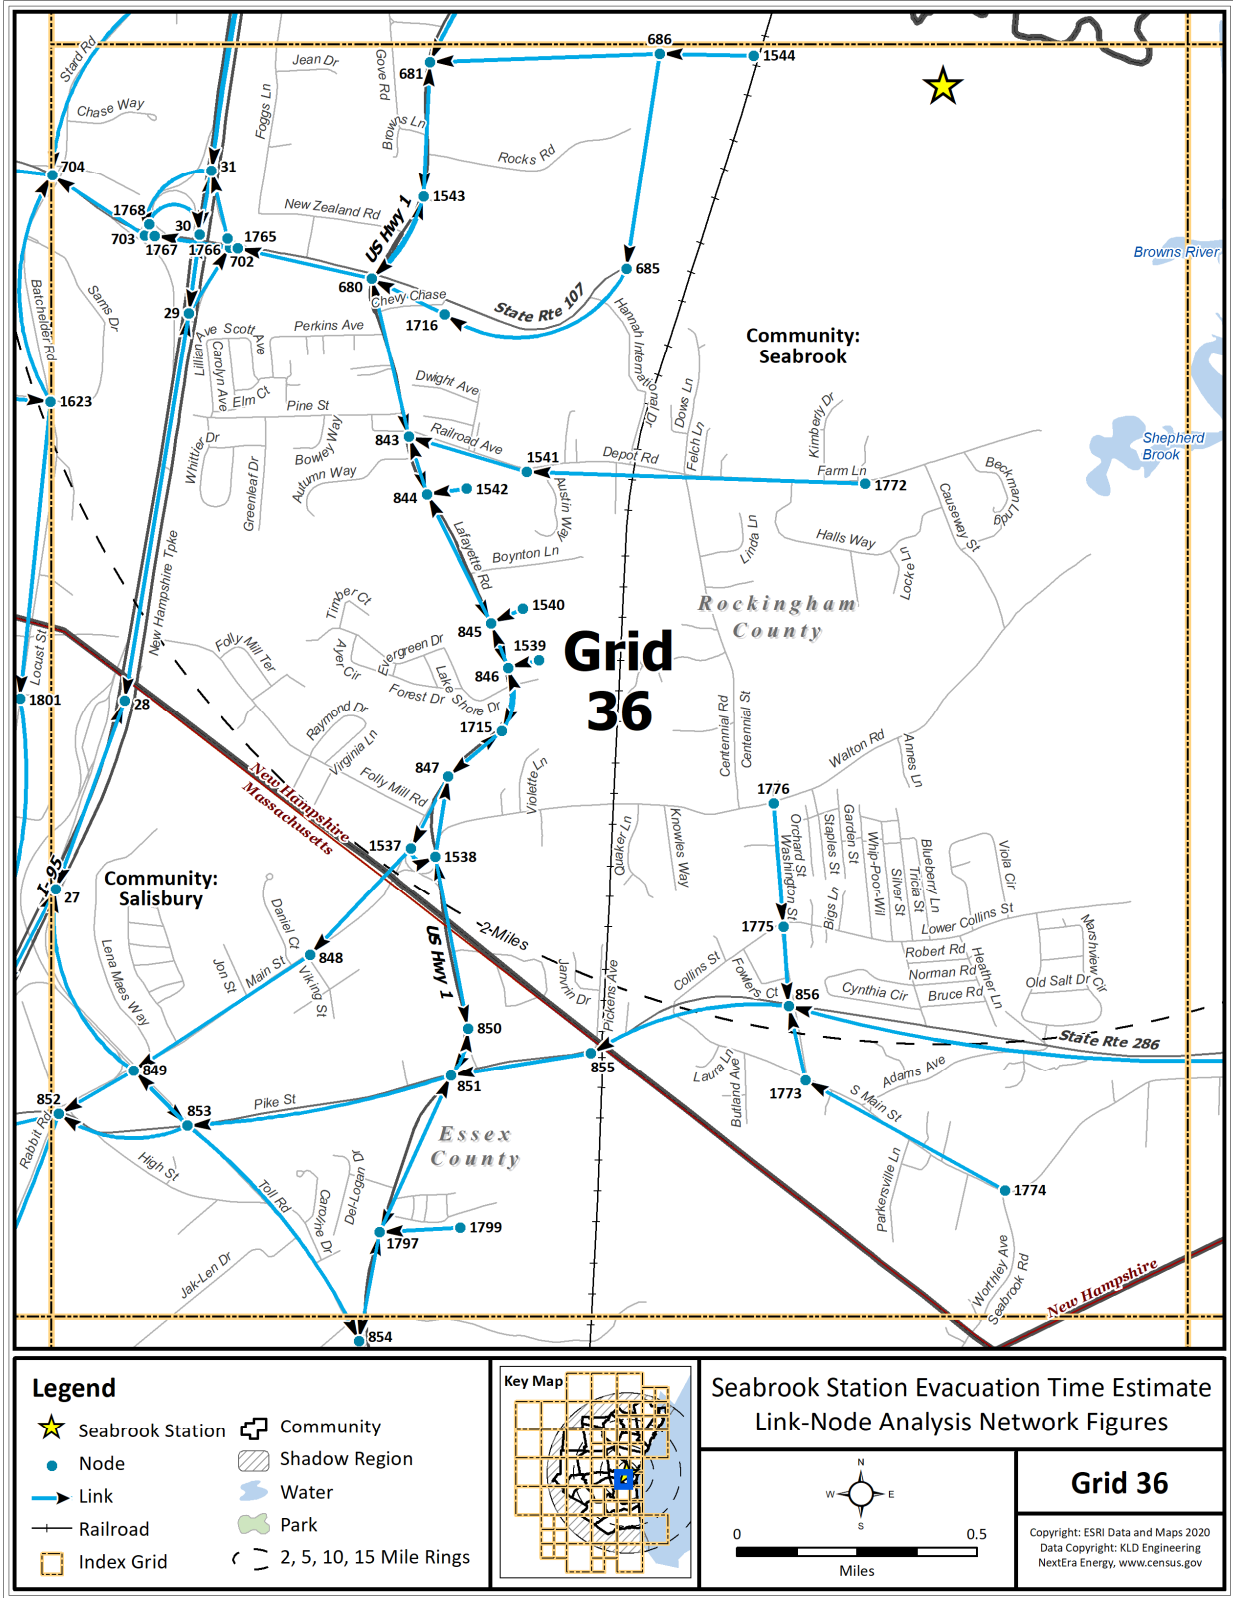 686
1544
681
Stard Rd
Jean Dr
Gove Rd
Chase Way
Foggs Ln
Browns Ln
Rocks Rd
704
31
1543
1768
New Zealand Rd
US Hwy 1
703
30
1765
1767
1766
702
Browns River
685
680
Chevy Chase
State Rte 107
Batchelder Rd
Sams Dr
29
1716
Hannah International Dr
Community:
Seabrook
Lillian Ave
Scott Ave
Perkins Ave
Carolyn Ave
Dwight Ave
Elm Ct
Pine St
Dows Ln
Kimberly Dr
1623
843
Railroad Ave
Felch Ln
Whittier Dr
Bowley Way
Depot Rd
Shepherd
Brook
1541
Farm Ln
1772
Greenleaf Dr
Autumn Way
844
1542
Austin Way
Causeway St
Beckman Lndg
Lafayette Rd
Boynton Ln
Linda Ln
Halls Way
Locke Ln
New Hampshire Tpke
Timber Ct
1540
Rockingham
County
845
Grid
36
1539
Locust St
Folly Mill Ter
Ayer Cir
Evergreen Dr
846
Lake Shore Dr
Forest Dr
1801
28
Raymond Dr
1715
Centennial Rd
Centennial St
Virginia Ln
Walton Rd
Annes Ln
847
Folly Mill Rd
Violette Ln
New Hampshire
Massachusetts
1776
1537
1538
Quaker Ln
Knowles Way
Orchard St
Washington St
Staples St
Garden St
Whip-Poor-Will
Silver St
Blueberry Ln
Tricia St
Viola Cir
I-95
27
Community:
Salisbury
Bigs Ln
Lower Collins St
Daniel Ct
2-Miles
1775
US Hwy 1
Lena Maes Way
Jon St
Main St
848
Viking St
Janvrin Dr
Pickens Ave
Collins St
Fowlers Ct
Robert Rd
Norman Rd
Heather Ln
Marshview Cir
Cynthia Cir
Bruce Rd
Old Salt Dr
856
850
State Rte 286
855
849
851
Laura Ln
Butland Ave
Adams Ave
1773
S Main St
852
853
Pike St
Rabbit Rd
Essex
County
High St
Toll Rd
Caroline Dr
Del-Logan Dr
Parkersville Ln
1774
1799
1797
Jak-Len Dr
Worthley Ave
Seabrook Rd
New Hampshire
854
Legend
Seabrook Station
Node
Link
Railroad
Index Grid
Community
Shadow Region
Water
Park
2, 5, 10, 15 Mile Rings
Key Map
Seabrook Station Evacuation Time Estimate
Link-Node Analysis Network Figures
N
W
E
S
0
0.5
Miles
Grid 36
Copyright: ESRI Data and Maps 2020
Data Copyright: KLD Engineering
NextEra Energy, www.census.gov